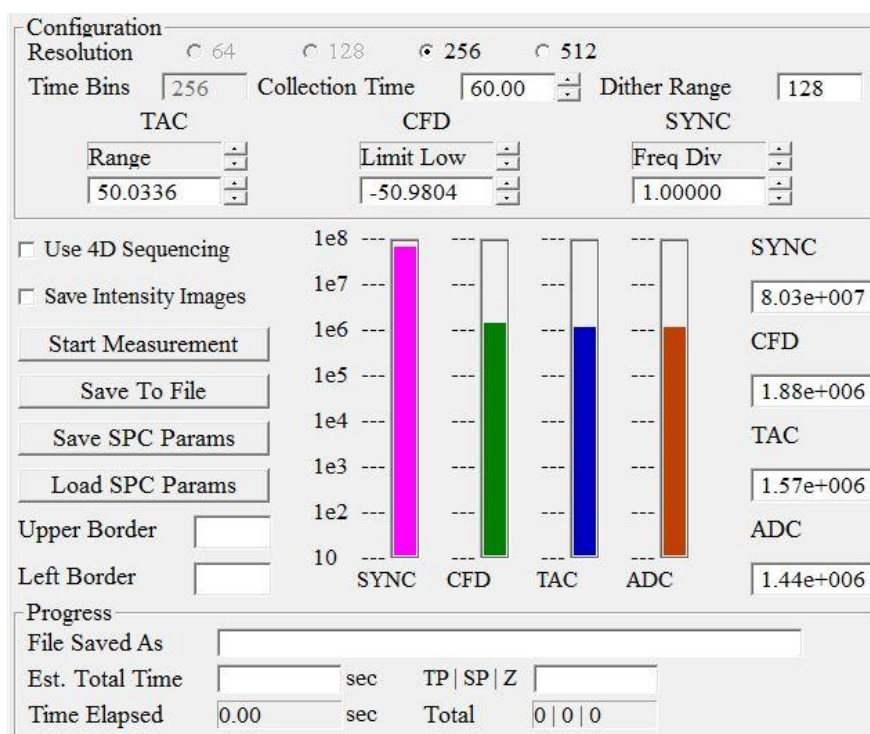 Configuration
Resolution 64 128 256 512
Time Bins 256 Collection Time 60.00 Dither Range 128
TAC CFD SYNC
Range Limit Low Freq Div
50.0336 -50.9804 1.00000
Use 4D Sequencing
Save Intensity Images
Start Measurement
Save To File
Save SPC Params
Load SPC Params
Upper Border
Left Border
1e8 --- --- --- ---
1e7 --- --- --- ---
1e6 --- --- --- ---
1e5 --- --- --- ---
1e4 --- --- --- ---
1e3 --- --- --- ---
1e2 --- --- --- ---
10 --- --- --- ---
SYNC CFD TAC ADC
SYNC
8.03e+007
CFD
1.88e+006
TAC
1.57e+006
ADC
1.44e+006
Progress
File Saved As
Est. Total Time sec TP | SP | Z
Time Elapsed 0.00 sec Total 0 | 0 | 0